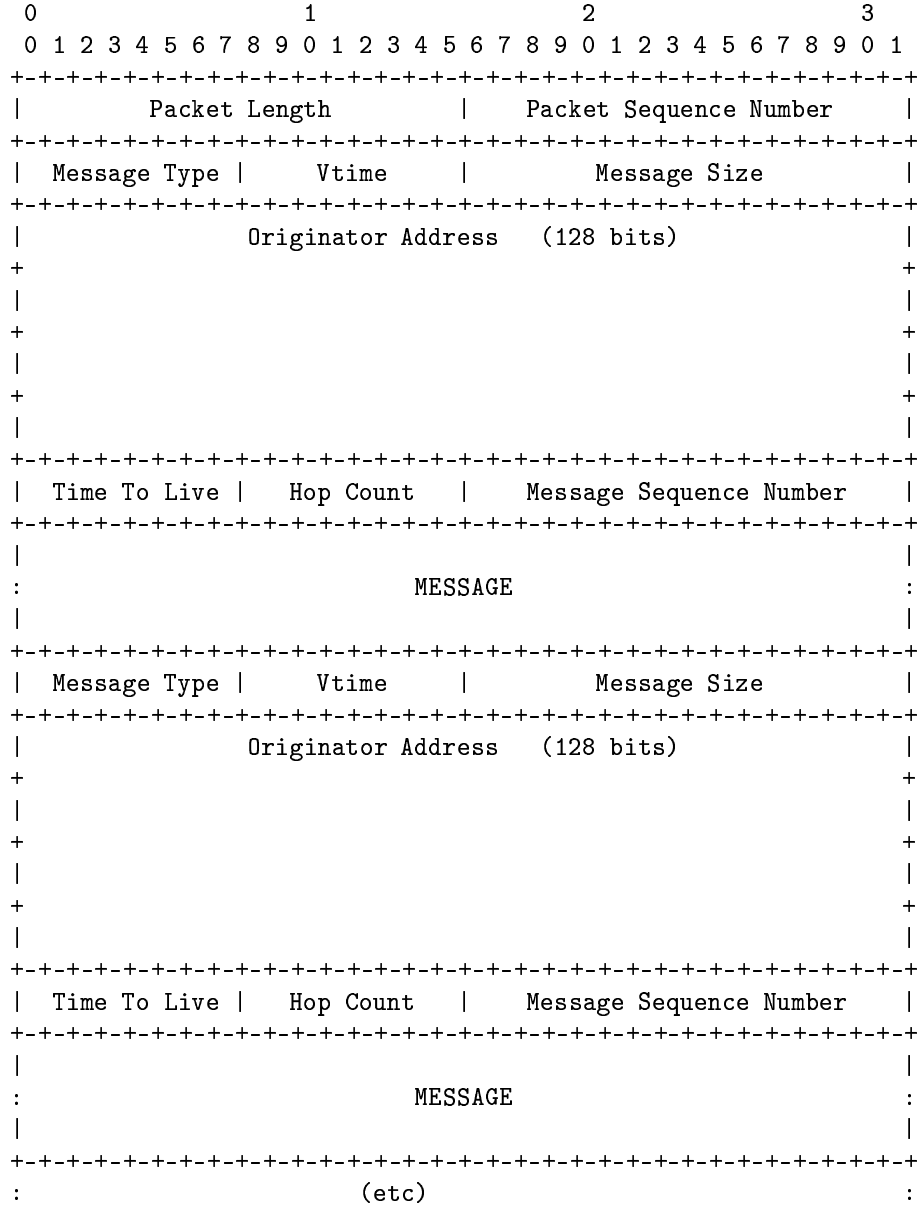 0                   1                   2                   3
 0 1 2 3 4 5 6 7 8 9 0 1 2 3 4 5 6 7 8 9 0 1 2 3 4 5 6 7 8 9 0 1
+-+-+-+-+-+-+-+-+-+-+-+-+-+-+-+-+-+-+-+-+-+-+-+-+-+-+-+-+-+-+-+-+
|         Packet Length         |    Packet Sequence Number     |
+-+-+-+-+-+-+-+-+-+-+-+-+-+-+-+-+-+-+-+-+-+-+-+-+-+-+-+-+-+-+-+-+
|  Message Type |     Vtime     |         Message Size          |
+-+-+-+-+-+-+-+-+-+-+-+-+-+-+-+-+-+-+-+-+-+-+-+-+-+-+-+-+-+-+-+-+
|                Originator Address   (128 bits)                |
+                                                               +
|                                                               |
+                                                               +
|                                                               |
+                                                               +
|                                                               |
+-+-+-+-+-+-+-+-+-+-+-+-+-+-+-+-+-+-+-+-+-+-+-+-+-+-+-+-+-+-+-+-+
|  Time To Live |   Hop Count   |    Message Sequence Number    |
+-+-+-+-+-+-+-+-+-+-+-+-+-+-+-+-+-+-+-+-+-+-+-+-+-+-+-+-+-+-+-+-+
|                                                               |
:                            MESSAGE                            :
|                                                               |
+-+-+-+-+-+-+-+-+-+-+-+-+-+-+-+-+-+-+-+-+-+-+-+-+-+-+-+-+-+-+-+-+
|  Message Type |     Vtime     |         Message Size          |
+-+-+-+-+-+-+-+-+-+-+-+-+-+-+-+-+-+-+-+-+-+-+-+-+-+-+-+-+-+-+-+-+
|                Originator Address   (128 bits)                |
+                                                               +
|                                                               |
+                                                               +
|                                                               |
+                                                               +
|                                                               |
+-+-+-+-+-+-+-+-+-+-+-+-+-+-+-+-+-+-+-+-+-+-+-+-+-+-+-+-+-+-+-+-+
|  Time To Live |   Hop Count   |    Message Sequence Number    |
+-+-+-+-+-+-+-+-+-+-+-+-+-+-+-+-+-+-+-+-+-+-+-+-+-+-+-+-+-+-+-+-+
|                                                               |
:                            MESSAGE                            :
|                                                               |
+-+-+-+-+-+-+-+-+-+-+-+-+-+-+-+-+-+-+-+-+-+-+-+-+-+-+-+-+-+-+-+-+
:                        (etc)                                  :